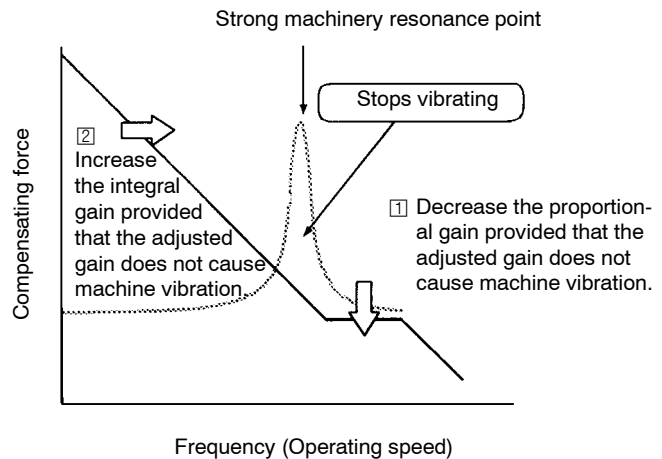 Strong machinery resonance point
Stops vibrating
Compensating force
2
Increase
the integral
gain provided
that the adjusted
gain does not cause
machine vibration.
1 Decrease the proportion-
al gain provided that the
adjusted gain does not
cause machine vibration.
Frequency (Operating speed)